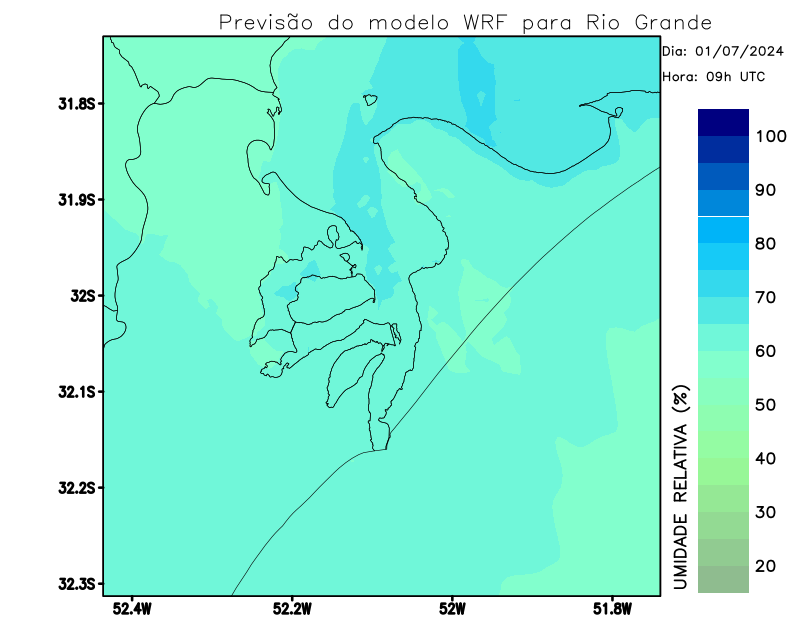 Previsão do modelo WRF para Rio Grande
Dia: 01/07/2024
Hora: 09h UTC
31.8S
31.9S
32S
32.1S
32.2S
32.3S
52.4W
52.2W
52W
51.8W
100
90
80
70
60
50
40
30
20
UMIDADE RELATIVA (%)